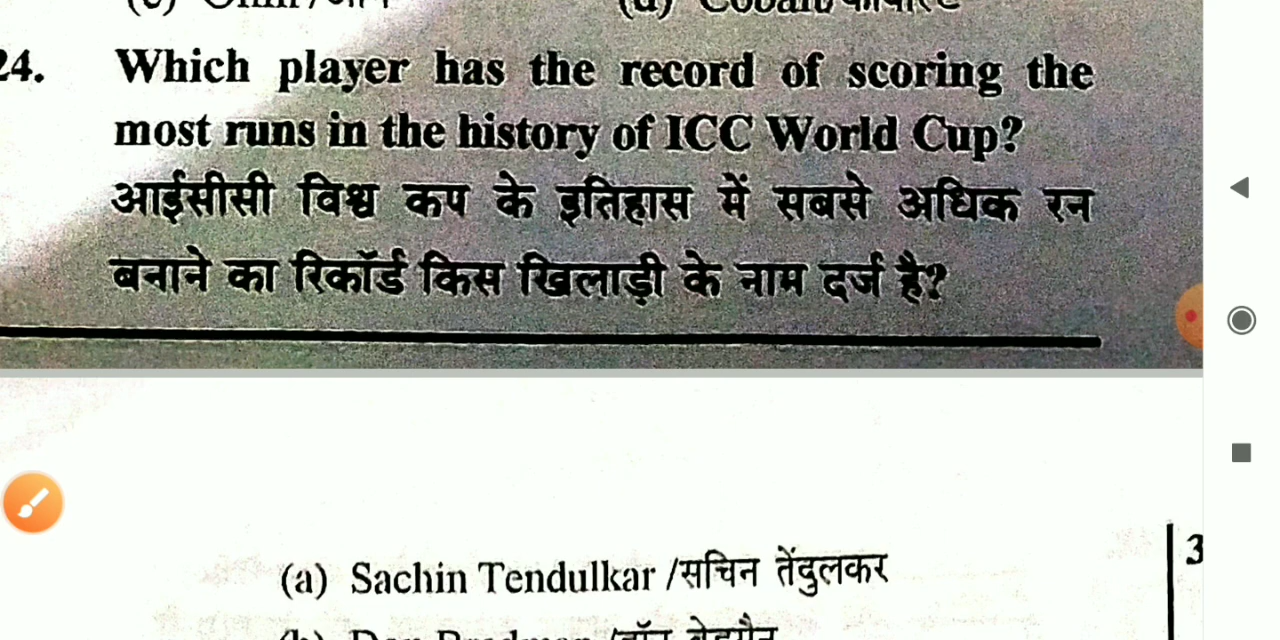 24. Which player has the record of scoring the
most runs in the history of ICC World Cup?
आईसीसी विश्व कप के इतिहास में सबसे अधिक रन
बनाने का रिकॉर्ड किस खिलाड़ी के नाम दर्ज है?
3
(a) Sachin Tendulkar /सचिन तेंदुलकर